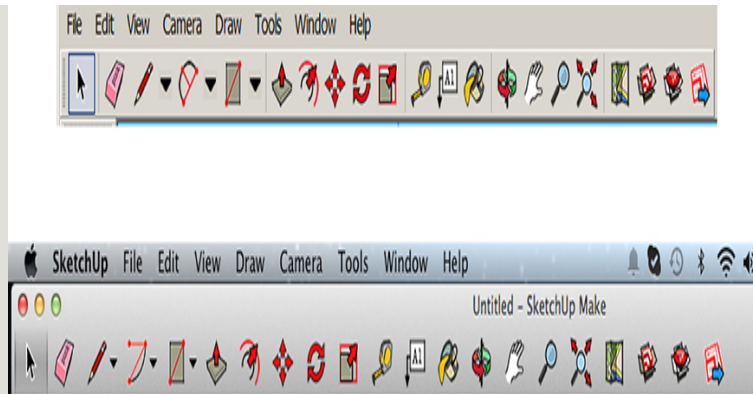 File Edit View Camera Draw Tools Window Help
A1
SketchUp File Edit View Draw Camera Tools Window Help
Untitled - SketchUp Make
A1